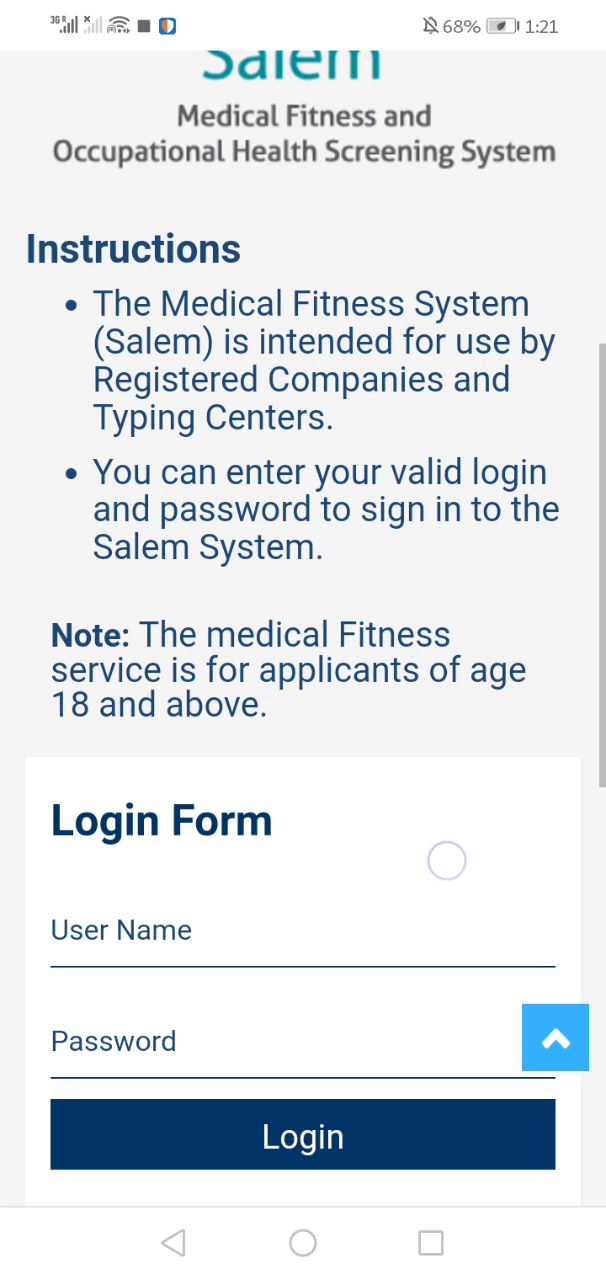 3G R
68% 1:21
Salem
Medical Fitness and
Occupational Health Screening System
Instructions
• The Medical Fitness System
(Salem) is intended for use by
Registered Companies and
Typing Centers.
• You can enter your valid login
and password to sign in to the
Salem System.
Note: The medical Fitness
service is for applicants of age
18 and above.
Login Form
User Name
Password
Login